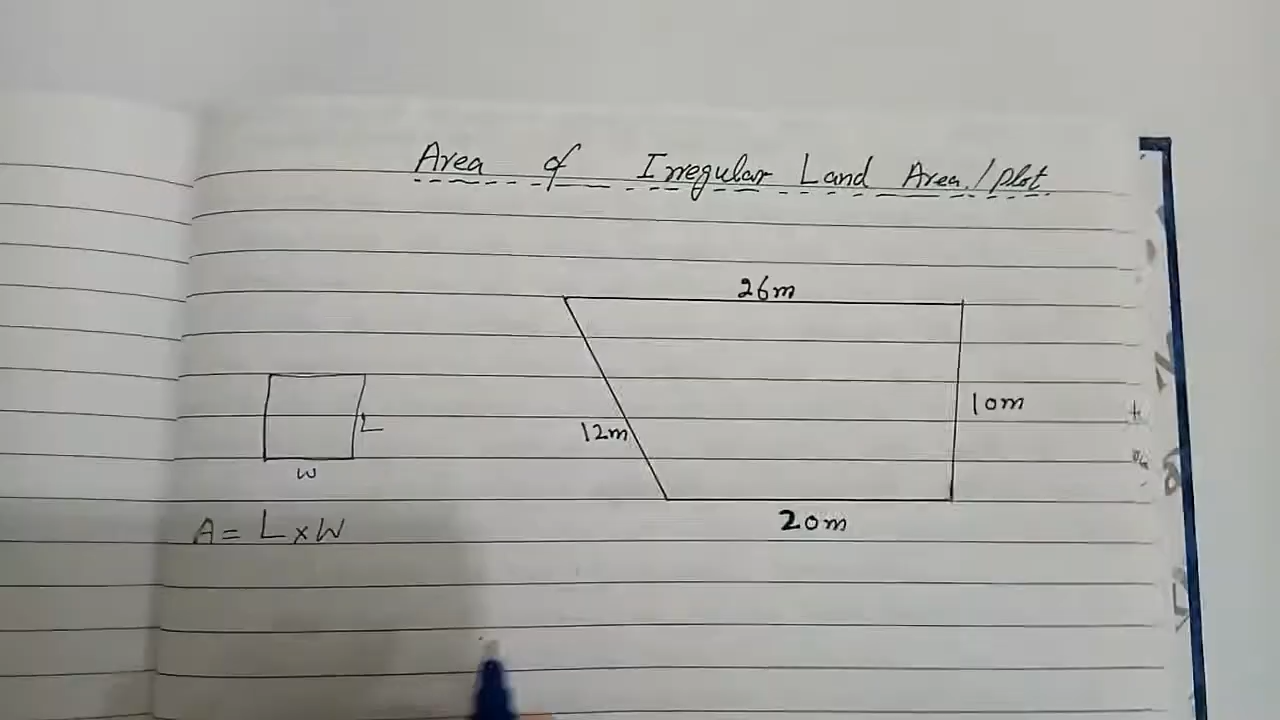 Area of Irregular Land Area/plot
26m
10m
L
12m
W
20m
A = L x W